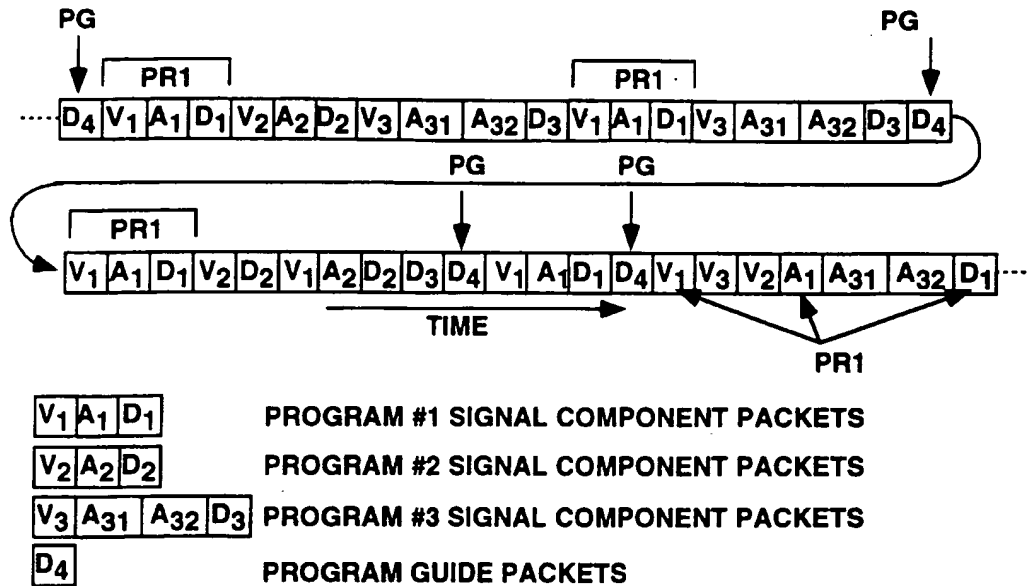 PG PG
PR1 PR1
D4 V1 A1 D1 V2 A2 D2 V3 A31 A32 D3 V1 A1 D1 V3 A31 A32 D3 D4
PG PG
PR1
V1 A1 D1 V2 D2 V1 A2 D2 D3 D4 V1 A1 D1 D4 V1 V3 V2 A1 A31 A32 D1
TIME
PR1
V1 A1 D1 PROGRAM #1 SIGNAL COMPONENT PACKETS
V2 A2 D2 PROGRAM #2 SIGNAL COMPONENT PACKETS
V3 A31 A32 D3 PROGRAM #3 SIGNAL COMPONENT PACKETS
D4 PROGRAM GUIDE PACKETS